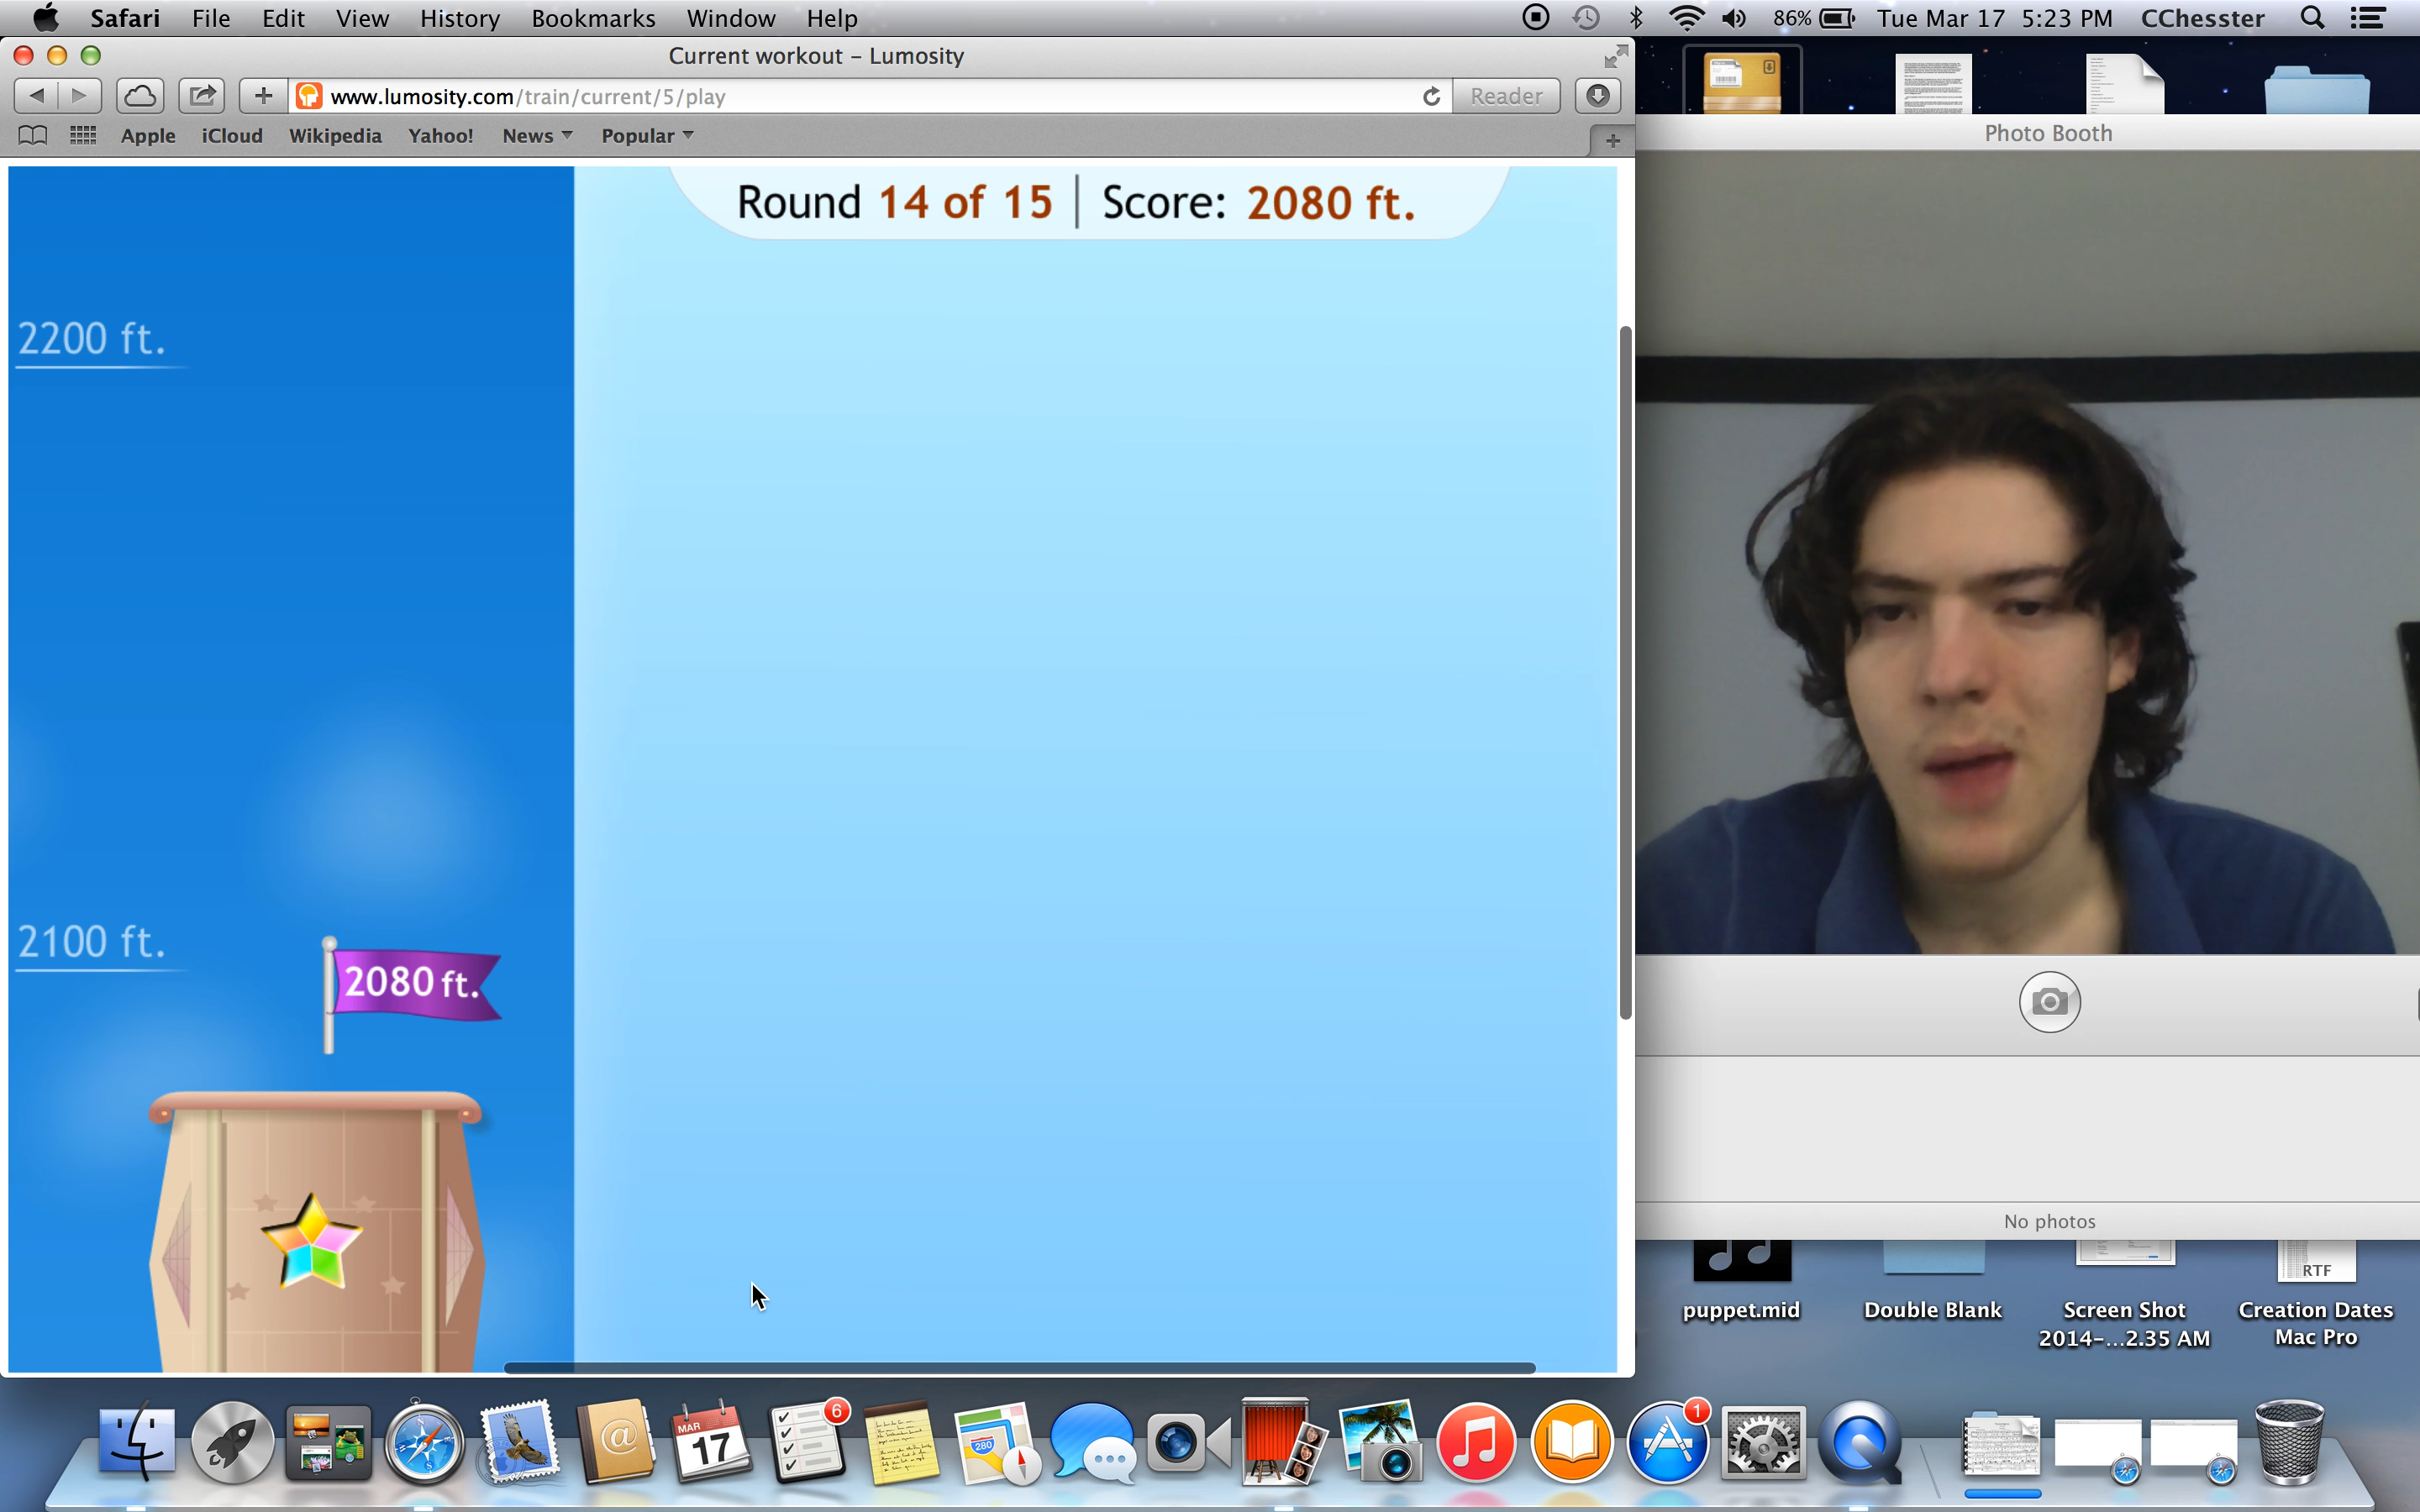 Safari File Edit View History Bookmarks Window Help 86% Tue Mar 17 5:23 PM CChesster
Current workout – Lumosity
www.lumosity.com/train/current/5/play Reader
Apple iCloud Wikipedia Yahoo! News Popular
Round 14 of 15 | Score: 2080 ft.
2200 ft.
2100 ft.
2080 ft.
Photo Booth
No photos
RTF
puppet.mid
Double Blank
Screen Shot
2014-...2.35 AM
Creation Dates
Mac Pro
MAR
17
6
280
1